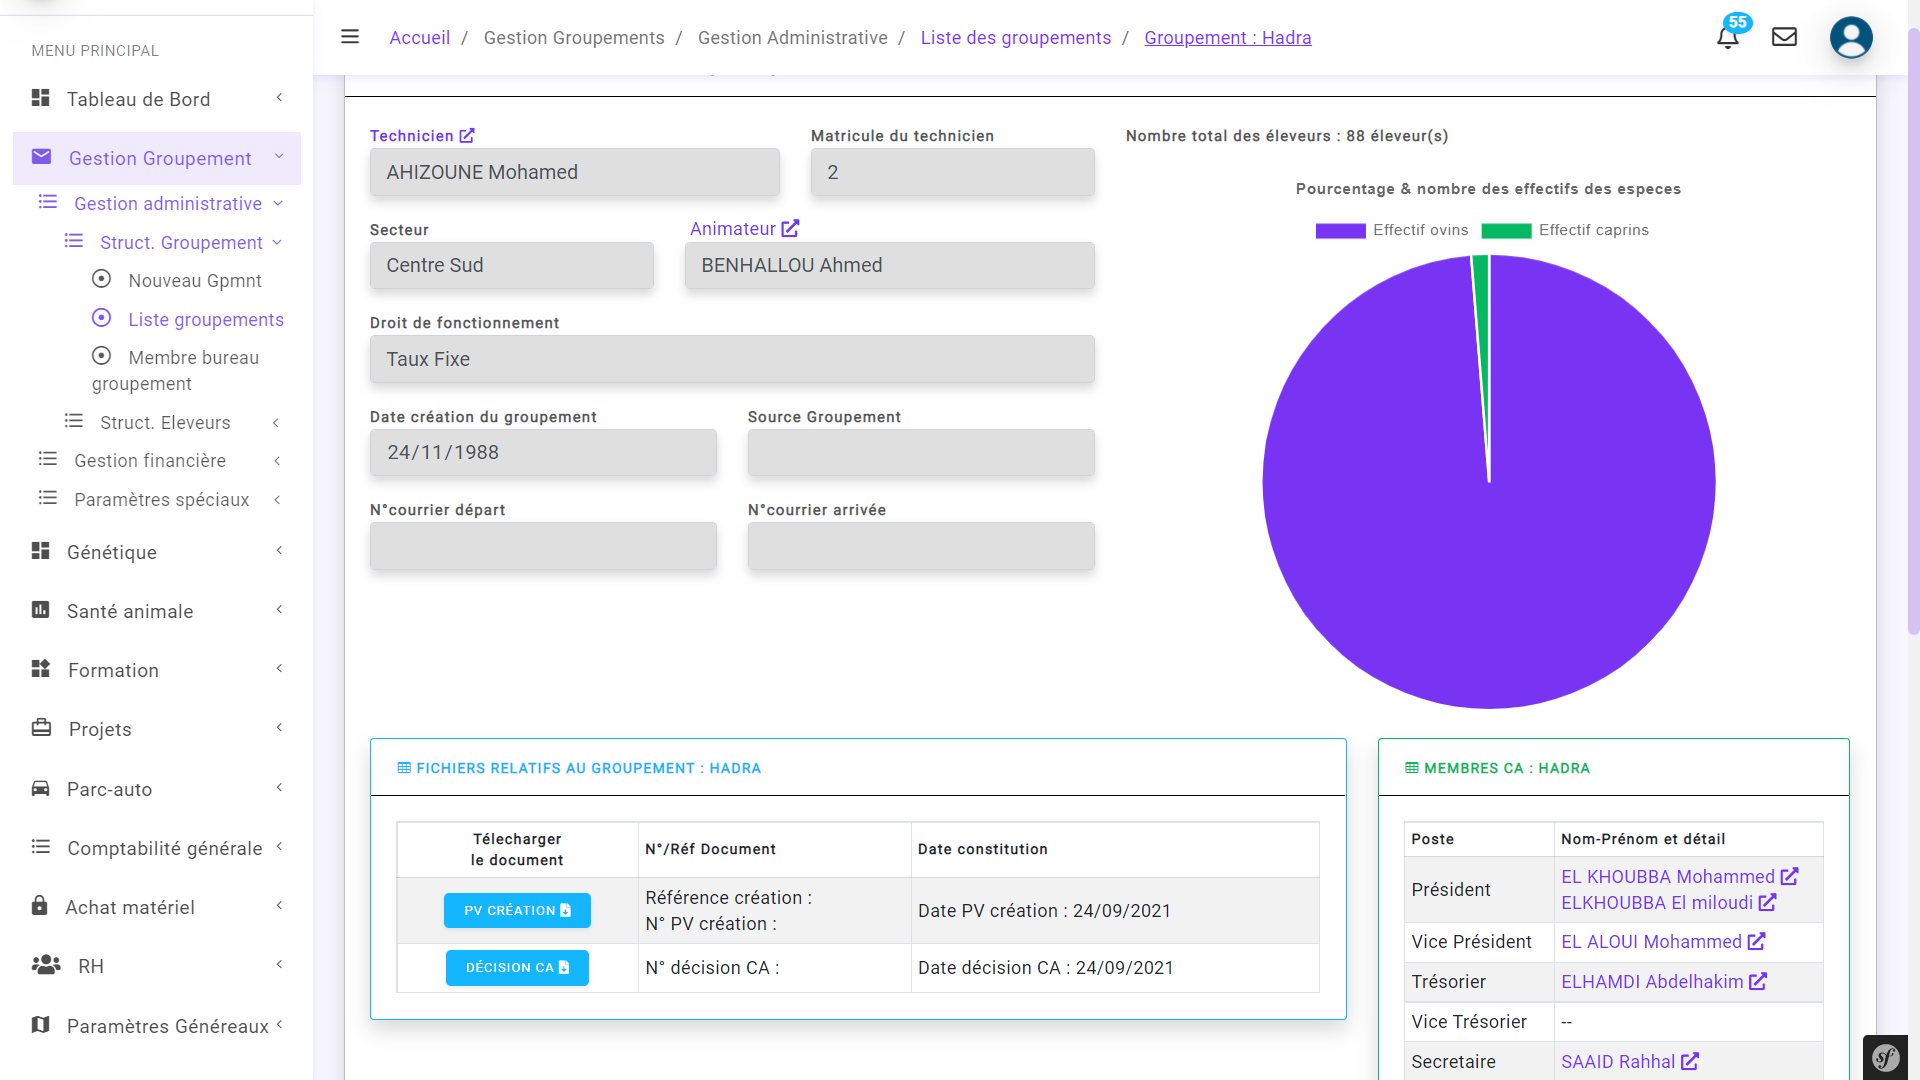 MENU PRINCIPAL
Tableau de Bord
Gestion Groupement
Gestion administrative
Struct. Groupement
Nouveau Gpmnt
Liste groupements
Membre bureau
groupement
Struct. Eleveurs
Gestion financière
Paramètres spéciaux
Génétique
Santé animale
Formation
Projets
Parc-auto
Comptabilité générale
Achat matériel
RH
Paramètres Généreaux
Accueil / Gestion Groupements / Gestion Administrative / Liste des groupements / Groupement : Hadra
55
Technicien
AHIZOUNE Mohamed
Matricule du technicien
2
Secteur
Centre Sud
Animateur
BENHALLOU Ahmed
Droit de fonctionnement
Taux Fixe
Date création du groupement
24/11/1988
Source Groupement
N°courrier départ
N°courrier arrivée
Nombre total des éleveurs : 88 éleveur(s)
Pourcentage & nombre des effectifs des especes
Effectif ovins
Effectif caprins
FICHIERS RELATIFS AU GROUPEMENT : HADRA
Télecharger
le document
N°/Réf Document
Date constitution
PV CRÉATION
Référence création :
N° PV création :
Date PV création : 24/09/2021
DÉCISION CA
N° décision CA :
Date décision CA : 24/09/2021
MEMBRES CA : HADRA
Poste
Nom-Prénom et détail
Président
EL KHOUBBA Mohammed
ELKHOUBBA El miloudi
Vice Président
EL ALOUI Mohammed
Trésorier
ELHAMDI Abdelhakim
Vice Trésorier
--
Secretaire
SAAID Rahhal
sf